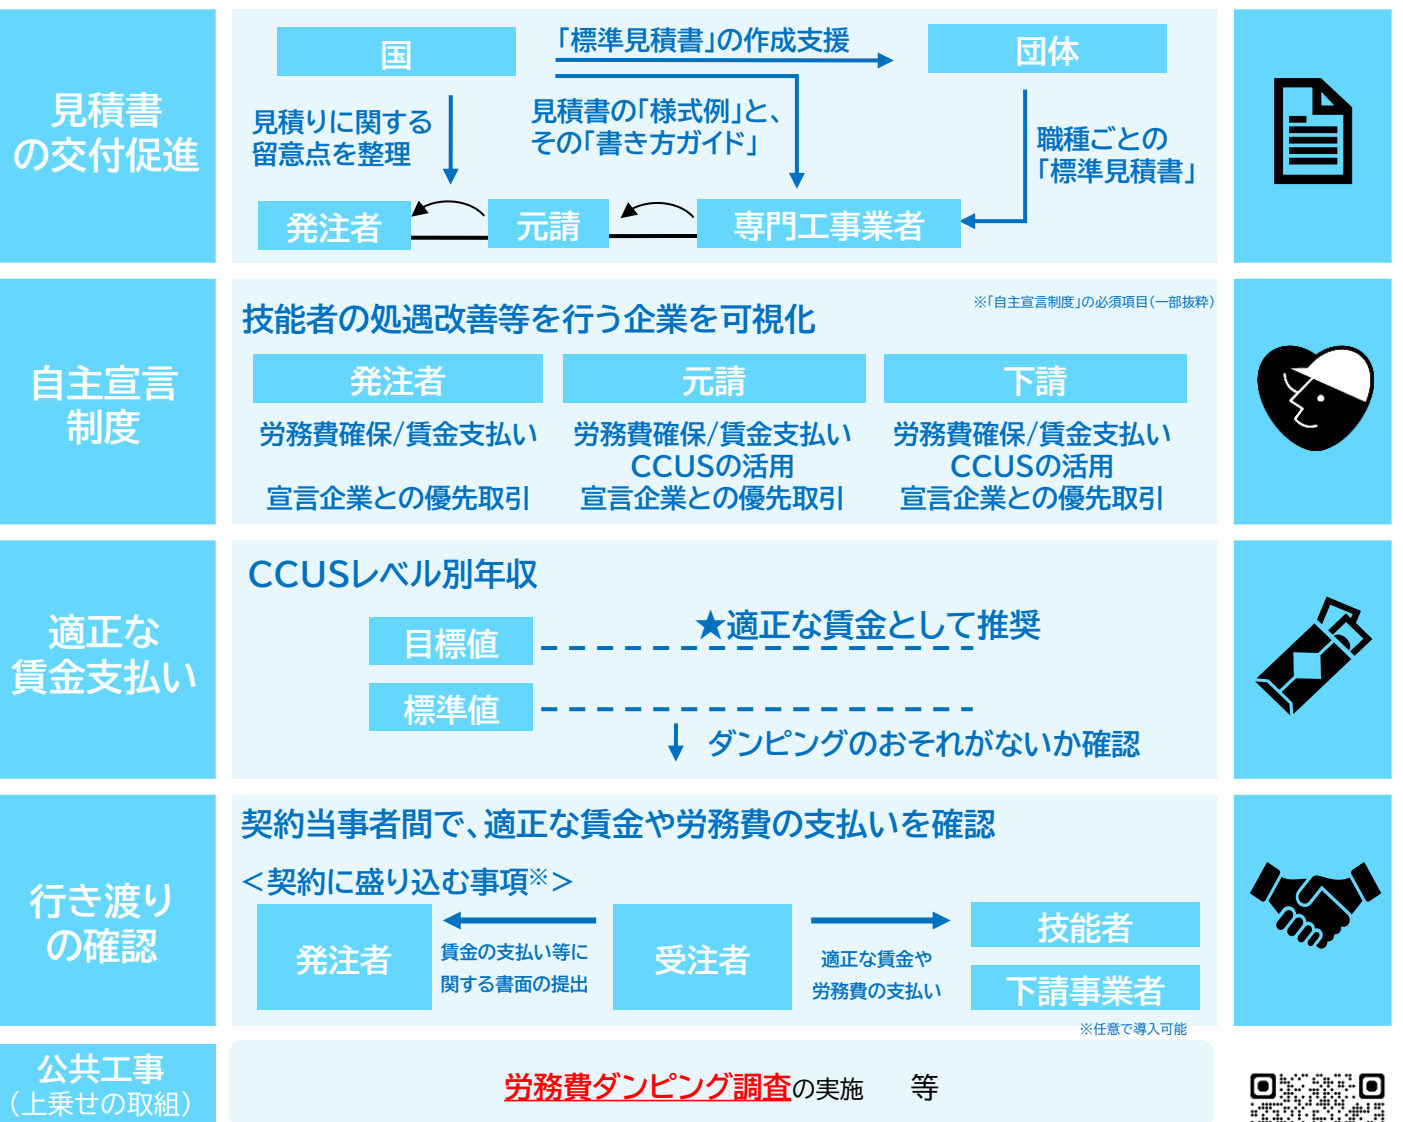 見積書
の交付促進
国
「標準見積書」の作成支援
団体
見積りに関する
留意点を整理
見積書の「様式例」と、
その「書き方ガイド」
職種ごとの
「標準見積書」
発注者
元請
専門工事業者
自主宣言
制度
技能者の処遇改善等を行う企業を可視化
※「自主宣言制度」の必須項目(一部抜粋)
発注者
労務費確保/賃金支払い
宣言企業との優先取引
元請
労務費確保/賃金支払い
CCUSの活用
宣言企業との優先取引
下請
労務費確保/賃金支払い
CCUSの活用
宣言企業との優先取引
適正な
賃金支払い
CCUSレベル別年収
目標値
★適正な賃金として推奨
標準値
ダンピングのおそれがないか確認
行き渡り
の確認
契約当事者間で、適正な賃金や労務費の支払いを確認
<契約に盛り込む事項※>
発注者
賃金の支払い等に
関する書面の提出
受注者
適正な賃金や
労務費の支払い
技能者
下請事業者
※任意で導入可能
公共工事
(上乗せの取組)
労務費ダンピング調査の実施　等